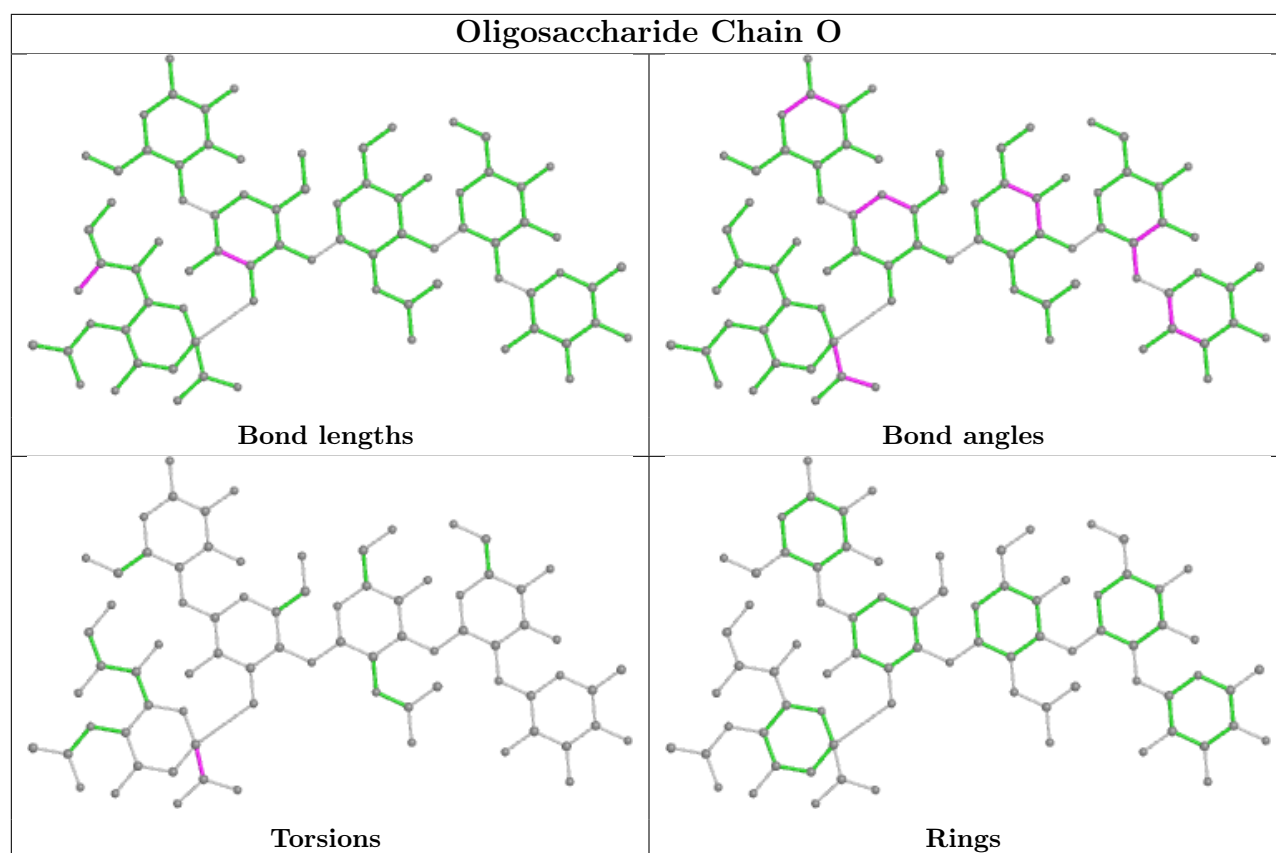 Oligosaccharide Chain O
Bond lengths
Bond angles
Torsions
Rings